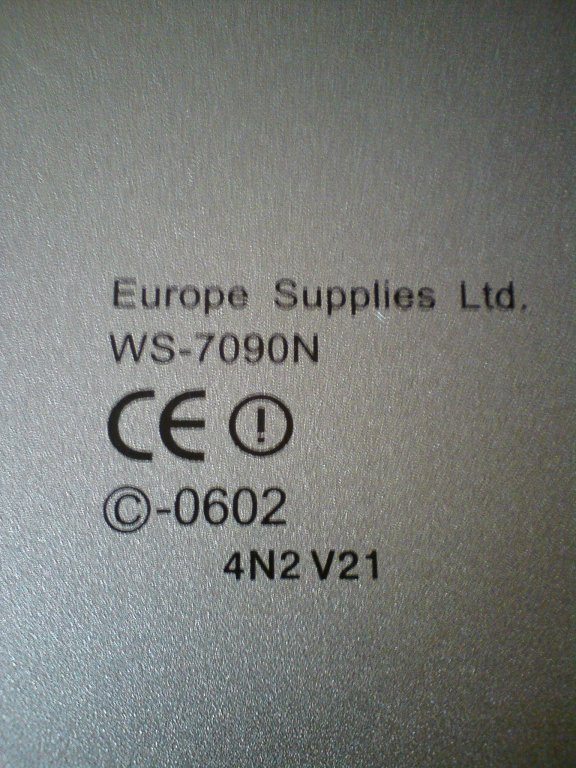 Europe Supplies Ltd.
WS-7090N
CE !
©-0602
4N2 V21